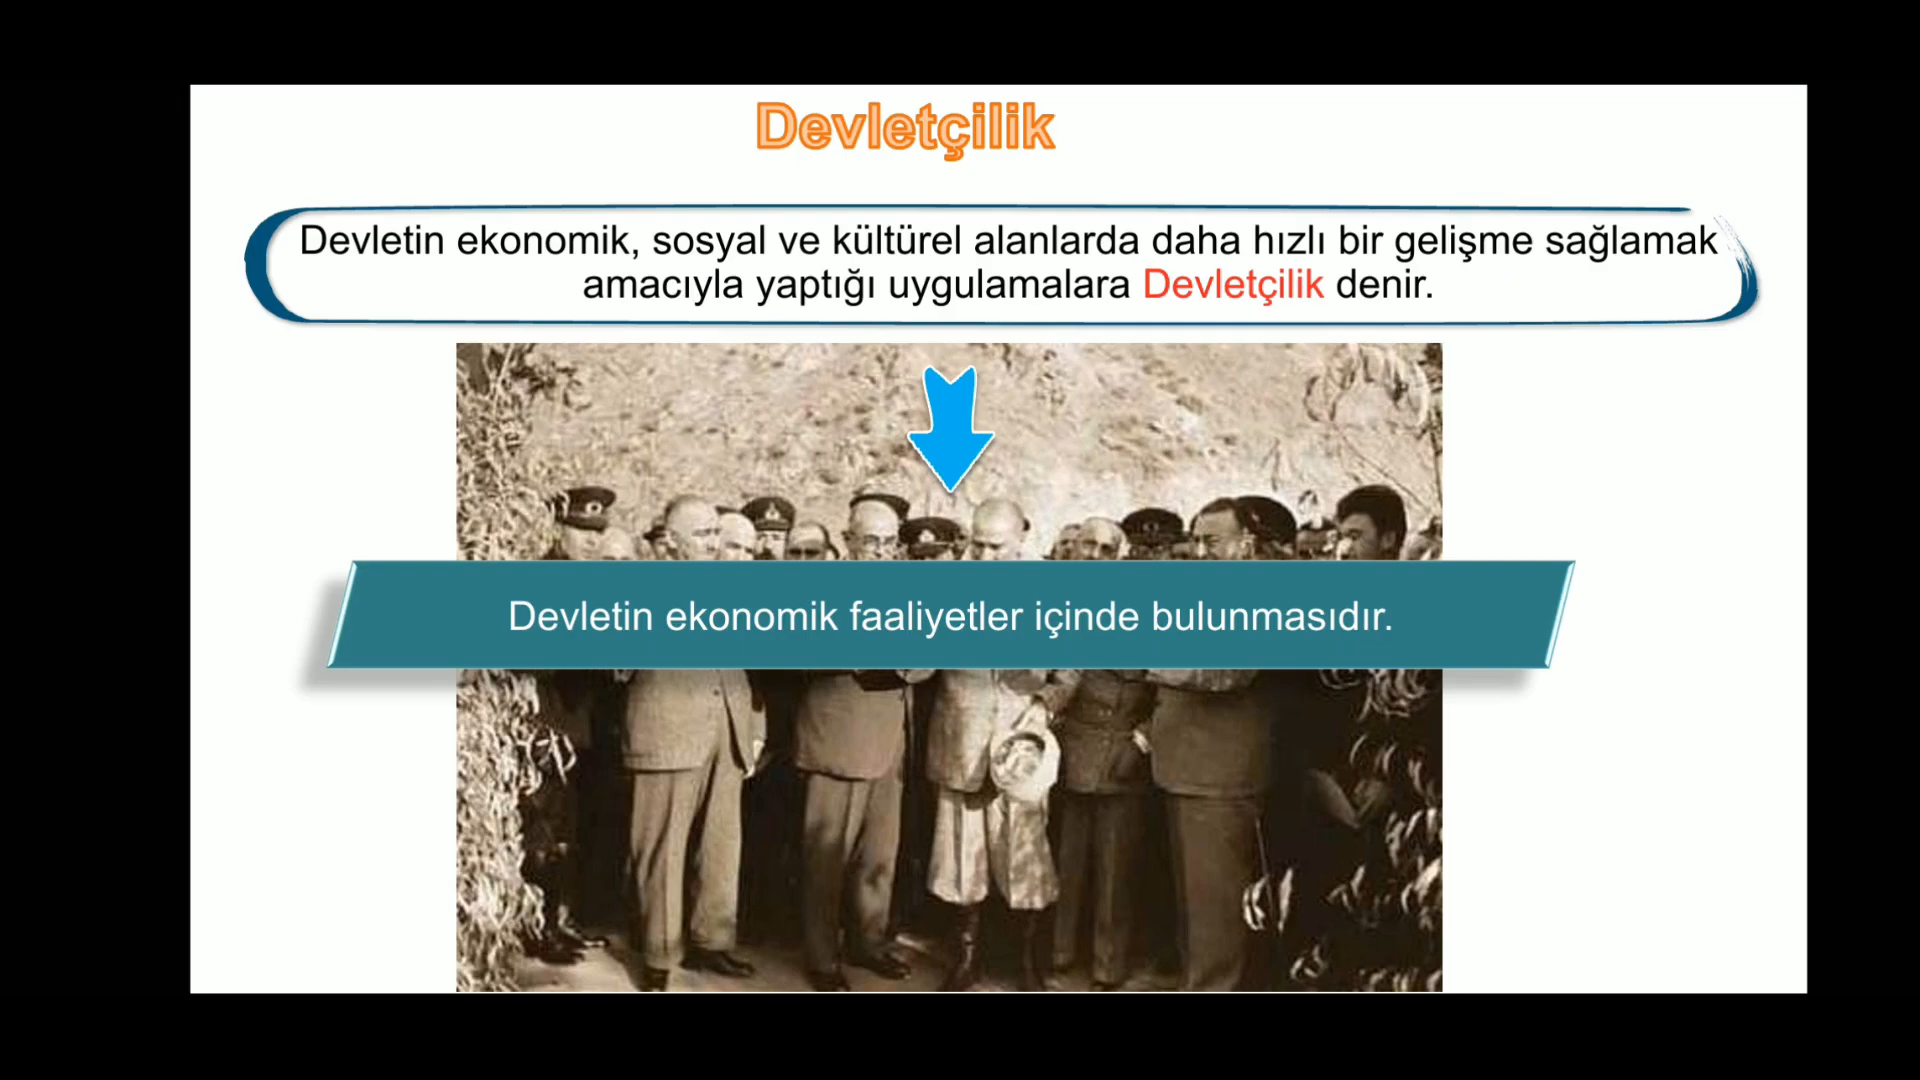 Devletçilik
Devletin ekonomik, sosyal ve kültürel alanlarda daha hızlı bir gelişme sağlamak
amacıyla yaptığı uygulamalara Devletçilik denir.
Devletin ekonomik faaliyetler içinde bulunmasıdır.